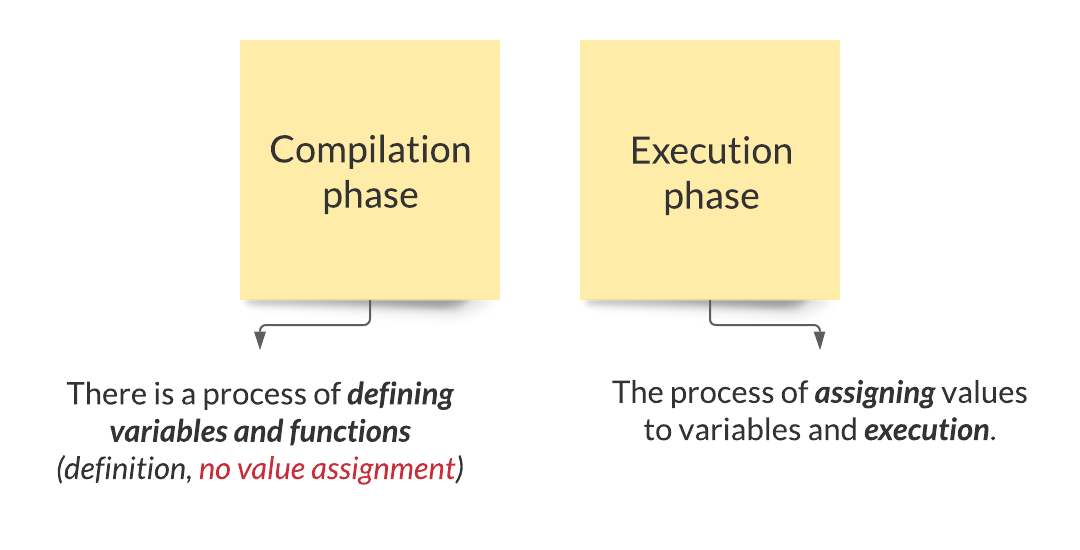 Compilation
phase
Execution
phase
There is a process of defining
variables and functions
(definition, no value assignment)
The process of assigning values
to variables and execution.